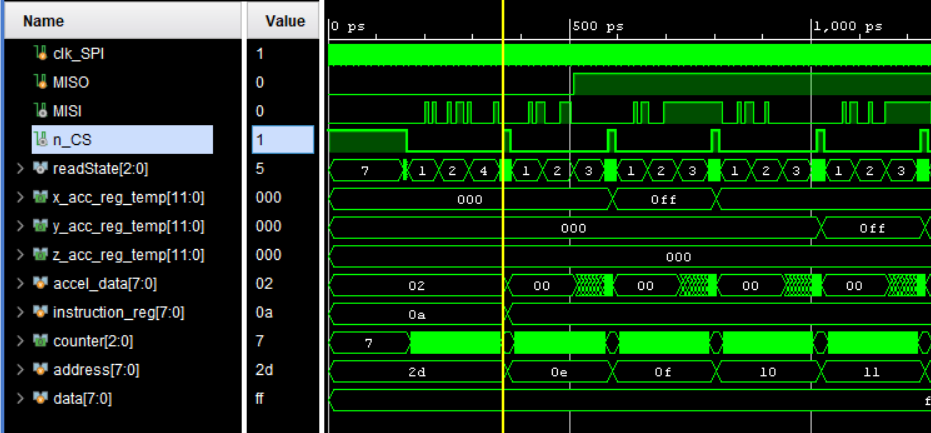 Name Value 0 ps 500 ps 1,000 ps
clk_SPI 1
MISO 0
MISI 0
n_CS 1
readState[2:0] 5 7 1 2 4 1 2 3 1 2 3 1 2 3 1 2 3
x_acc_reg_temp[11:0] 000 000 0ff
y_acc_reg_temp[11:0] 000 000 0ff
z_acc_reg_temp[11:0] 000 000
accel_data[7:0] 02 02 00 00 00 00
instruction_reg[7:0] 0a 0a
counter[2:0] 7 7
address[7:0] 2d 2d 0e 0f 10 11
data[7:0] ff f